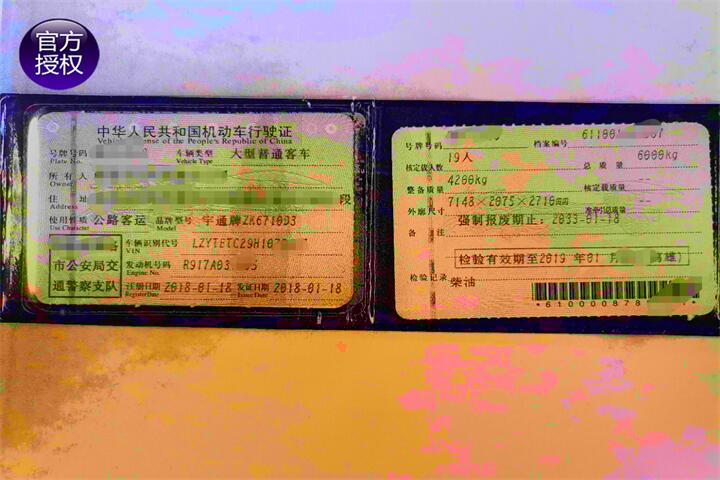 官方
授权
中华人民共和国机动车行驶证
Vehicle License of the People's Republic of China
号牌号码 车辆类型 大型普通客车
Plate No. Vehicle Type
所有人
Owner
住 址 段
Address
使用性质 公路客运 品牌型号 宇通牌ZK6710D3
Use Character Model
车辆识别代号
VIN
市公安局交
通警察支队
发动机号码 R917A03
Engine No.
注册日期 2018-01-18 发证日期 2018-01-18
Register Date Issue Date
号牌号码 档案编号 61100
核定载人数 19人 总质量 6000kg
整备质量 4200kg 核定载质量 --
外廓尺寸 7148×2075×2710
备 注 强制报废期止: 2033-01-18
检验有效期至2019 年01
检验记录
柴油
*610000878